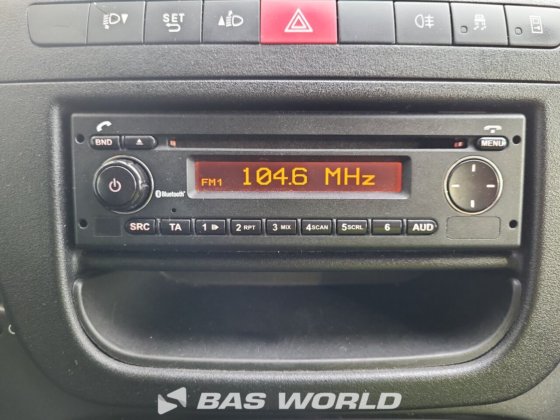 SET
BND
MENU
FM1 104.6 MHz
Bluetooth®
SRC TA 1 2 RPT 3 MIX 4 SCAN 5 SCRL 6 AUD
BAS WORLD